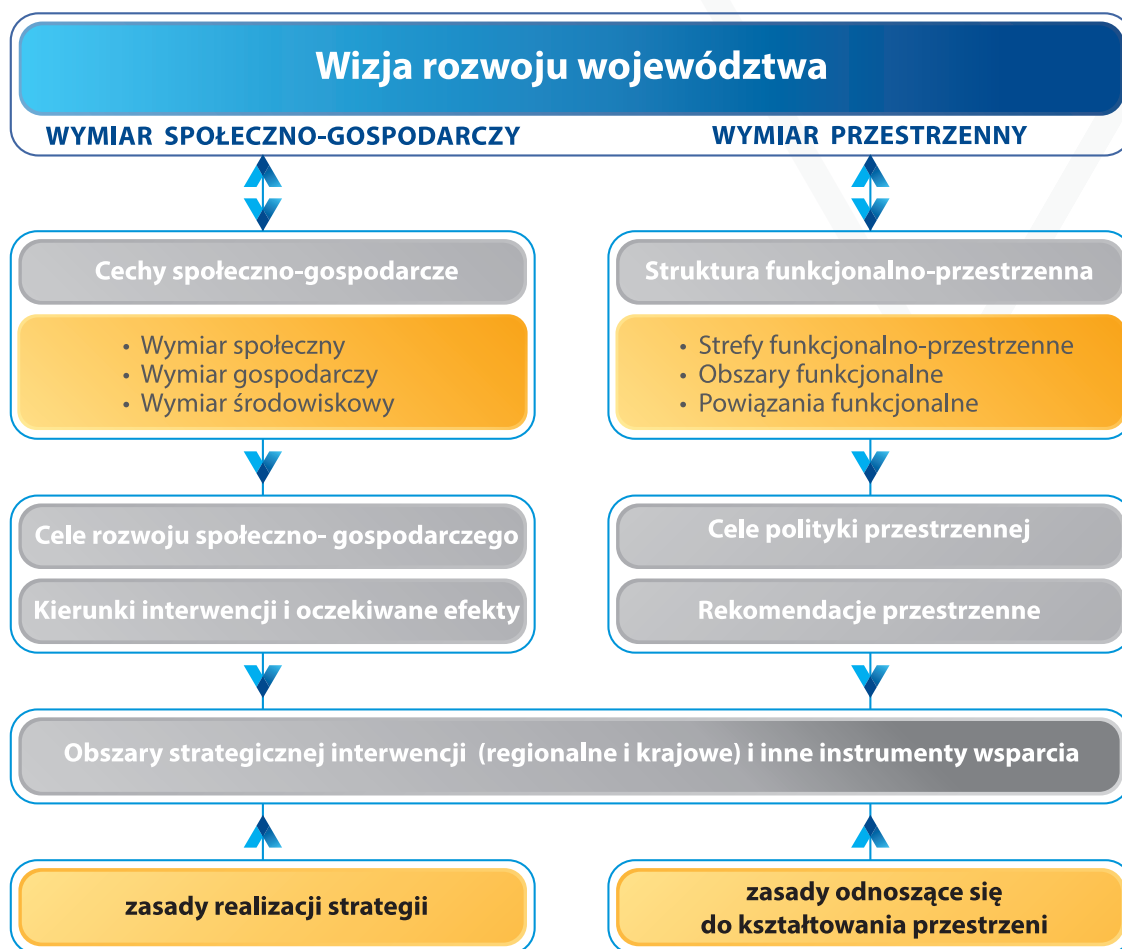 Wizja rozwoju województwa
WYMIAR SPOŁECZNO-GOSPODARCZY
WYMIAR PRZESTRZENNY
Cechy społeczno-gospodarcze
• Wymiar społeczny
• Wymiar gospodarczy
• Wymiar środowiskowy
Struktura funkcjonalno-przestrzenna
• Strefy funkcjonalno-przestrzenne
• Obszary funkcjonalne
• Powiązania funkcjonalne
Cele rozwoju społeczno- gospodarczego
Kierunki interwencji i oczekiwane efekty
Cele polityki przestrzennej
Rekomendacje przestrzenne
Obszary strategicznej interwencji (regionalne i krajowe) i inne instrumenty wsparcia
zasady realizacji strategii
zasady odnoszące się
do kształtowania przestrzeni